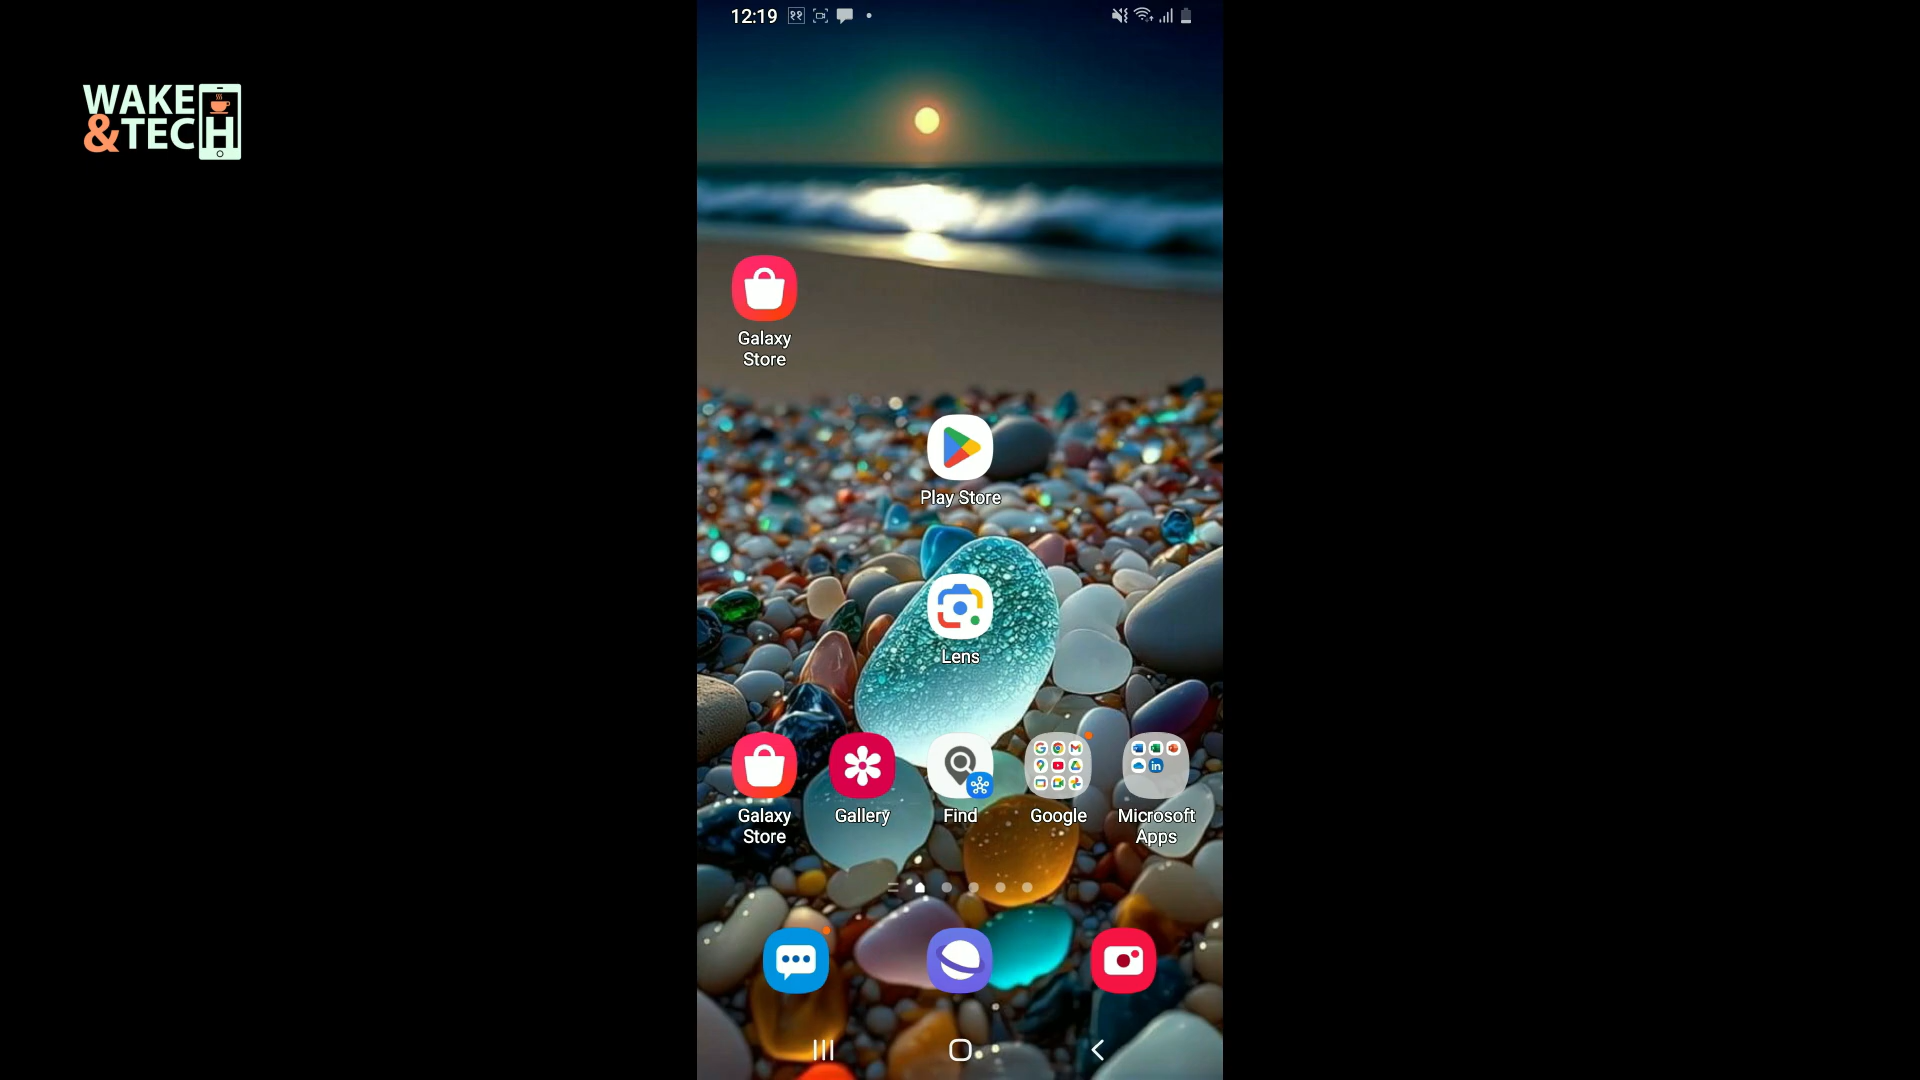 WAKE
&TECH
12:19
Galaxy
Store
Play Store
Lens
Galaxy
Store
Gallery
Find
Google
Microsoft
Apps